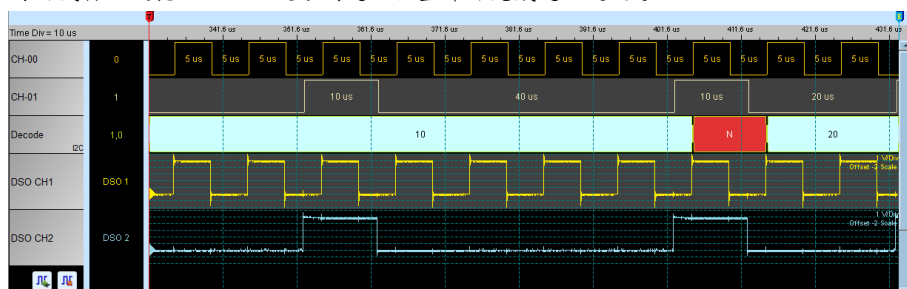 Time Div = 10 us
341.6 us 351.6 us 361.6 us 371.6 us 381.6 us 391.6 us 401.6 us 411.6 us 421.6 us 431.6 us
CH-00 0 5 us 5 us 5 us 5 us 5 us 5 us 5 us 5 us 5 us 5 us 5 us 5 us 5 us 5 us 5 us 5 us 5 us 5 us 5 us
CH-01 1 10 us 40 us 10 us 20 us
Decode 1,0 10 N 20
I2C
1 V/Div
Offset -2 Scale
DSO CH1 DSO 1
1 V/Div
Offset -2 Scale
DSO CH2 DSO 2